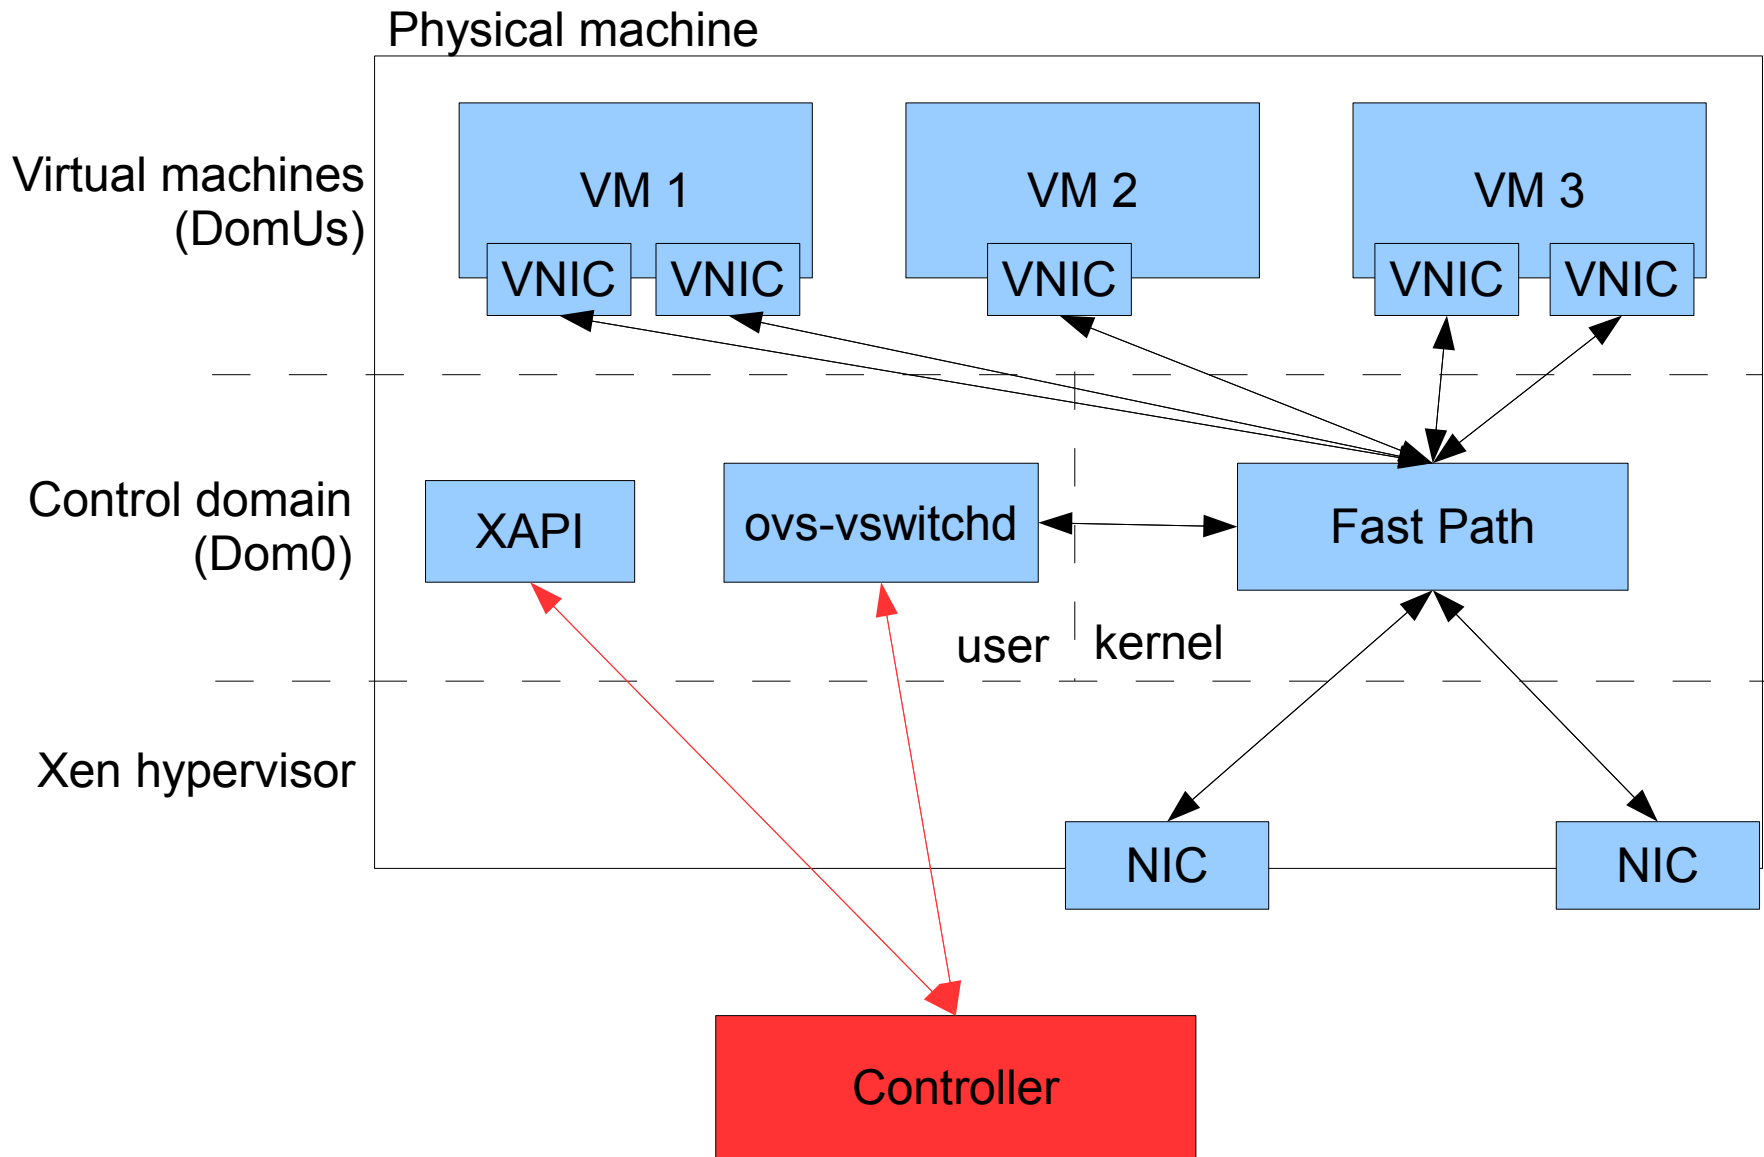 Physical machine
Virtual machines
(DomUs)
VM 1
VM 2
VM 3
VNIC
VNIC
VNIC
VNIC
VNIC
Control domain
(Dom0)
XAPI
ovs-vswitchd
Fast Path
user
kernel
Xen hypervisor
NIC
NIC
Controller